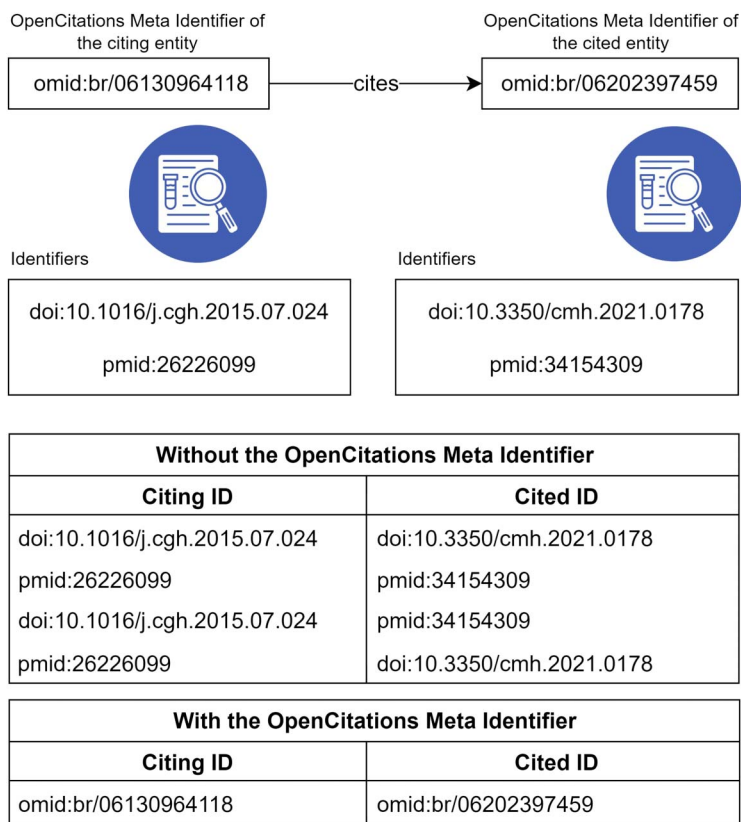 OpenCitations Meta Identifier of
the citing entity
OpenCitations Meta Identifier of
the cited entity
omid:br/06130964118
cites
omid:br/06202397459
Identifiers
doi:10.1016/j.cgh.2015.07.024
pmid:26226099
Identifiers
doi:10.3350/cmh.2021.0178
pmid:34154309
Without the OpenCitations Meta Identifier
Citing ID Cited ID
doi:10.1016/j.cgh.2015.07.024 doi:10.3350/cmh.2021.0178
pmid:26226099 pmid:34154309
doi:10.1016/j.cgh.2015.07.024 pmid:34154309
pmid:26226099 doi:10.3350/cmh.2021.0178
With the OpenCitations Meta Identifier
Citing ID Cited ID
omid:br/06130964118 omid:br/06202397459